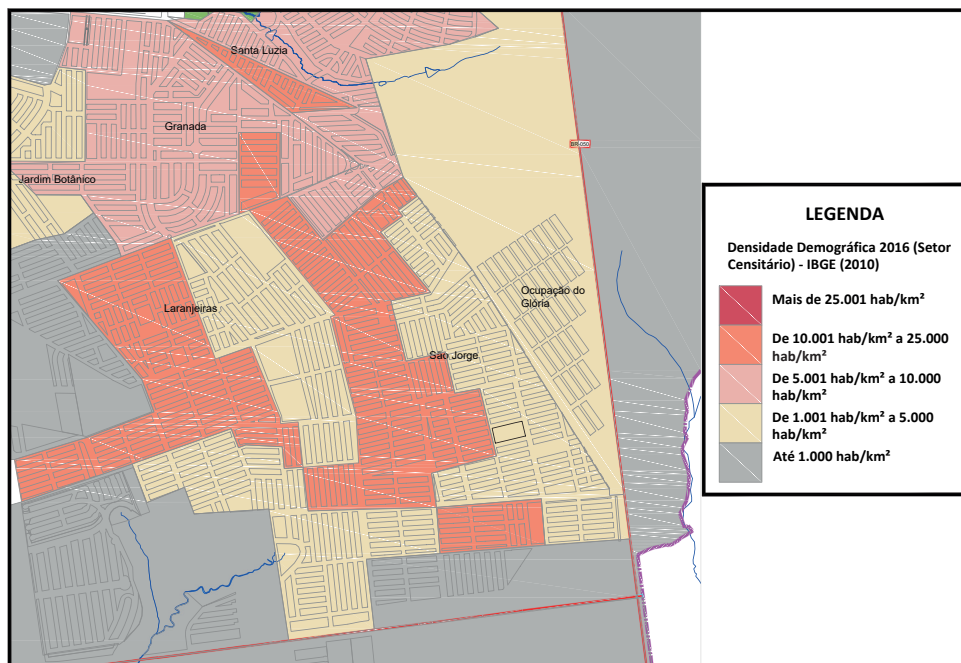 Santa Luzia
Granada
BR-050
Jardim Botânico
Ocupação do
Glória
Laranjeiras
São Jorge
LEGENDA
Densidade Demográfica 2016 (Setor
Censitário) - IBGE (2010)
Mais de 25.001 hab/km²
De 10.001 hab/km² a 25.000
hab/km²
De 5.001 hab/km² a 10.000
hab/km²
De 1.001 hab/km² a 5.000
hab/km²
Até 1.000 hab/km²